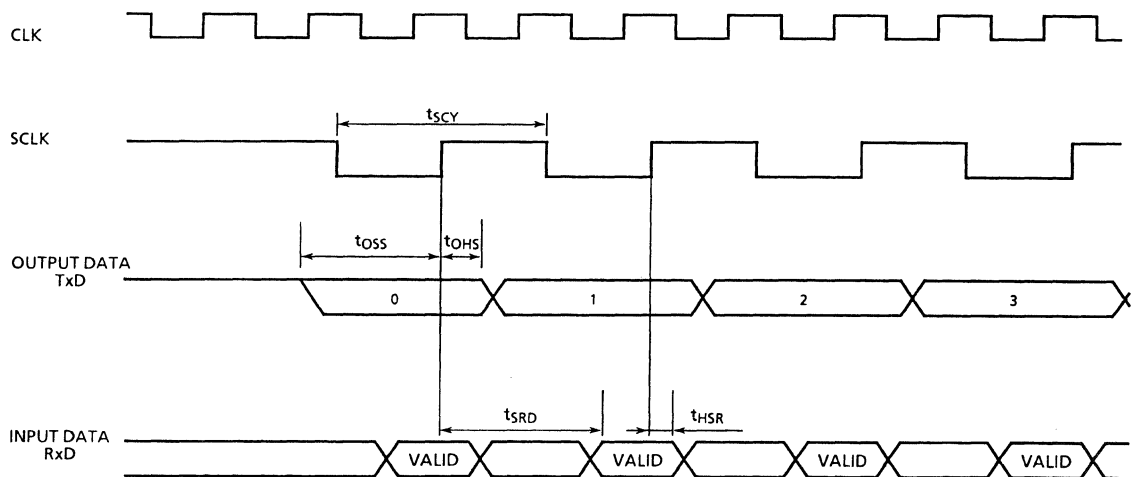 CLK
tSCY
SCLK
tOSS tOHS
OUTPUT DATA
TxD
0 1 2 3
tSRD tHSR
INPUT DATA
RxD
VALID VALID VALID VALID